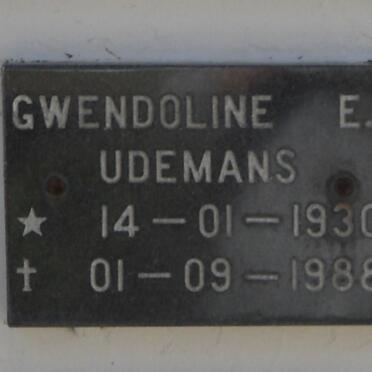 GWENDOLINE E.
UDEMANS
★ 14-01-1930
† 01-09-1988